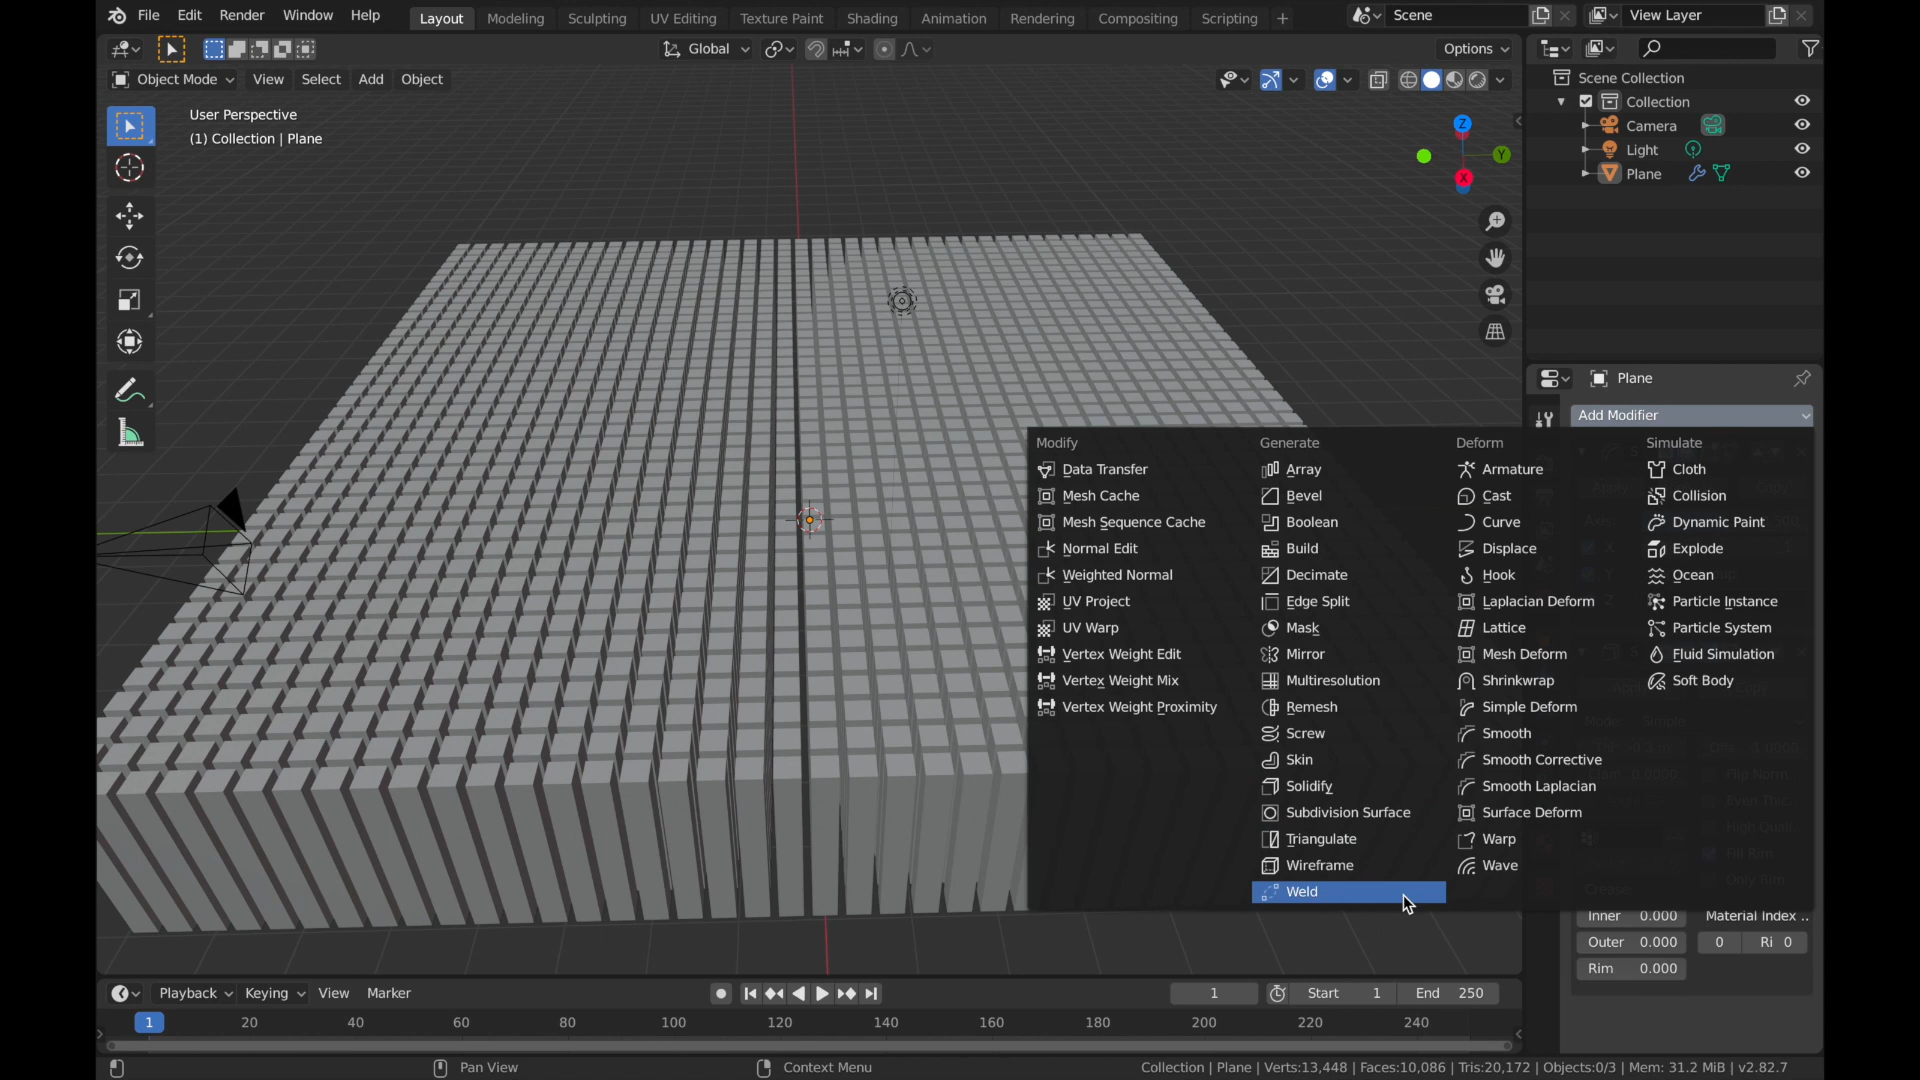 File Edit Render Window Help
Layout Modeling Sculpting UV Editing Texture Paint Shading Animation Rendering Compositing Scripting +
Scene
View Layer
Global
Options
Object Mode View Select Add Object
User Perspective
(1) Collection | Plane
Z
Y
X
Scene Collection
Collection
Camera
Light
Plane
Plane
Add Modifier
Modify
Data Transfer
Mesh Cache
Mesh Sequence Cache
Normal Edit
Weighted Normal
UV Project
UV Warp
Vertex Weight Edit
Vertex Weight Mix
Vertex Weight Proximity
Generate
Array
Bevel
Boolean
Build
Decimate
Edge Split
Mask
Mirror
Multiresolution
Remesh
Screw
Skin
Solidify
Subdivision Surface
Triangulate
Wireframe
Weld
Deform
Armature
Cast
Curve
Displace
Hook
Laplacian Deform
Lattice
Mesh Deform
Shrinkwrap
Simple Deform
Smooth
Smooth Corrective
Smooth Laplacian
Surface Deform
Warp
Wave
Simulate
Cloth
Collision
Dynamic Paint
Explode
Ocean
Particle Instance
Particle System
Fluid Simulation
Soft Body
Inner 0.000 Material Index ..
Outer 0.000 0 Ri 0
Rim 0.000
Playback Keying View Marker
1 Start 1 End 250
1 20 40 60 80 100 120 140 160 180 200 220 240
Pan View
Context Menu
Collection | Plane | Verts:13,448 | Faces:10,086 | Tris:20,172 | Objects:0/3 | Mem: 31.2 MiB | v2.82.7